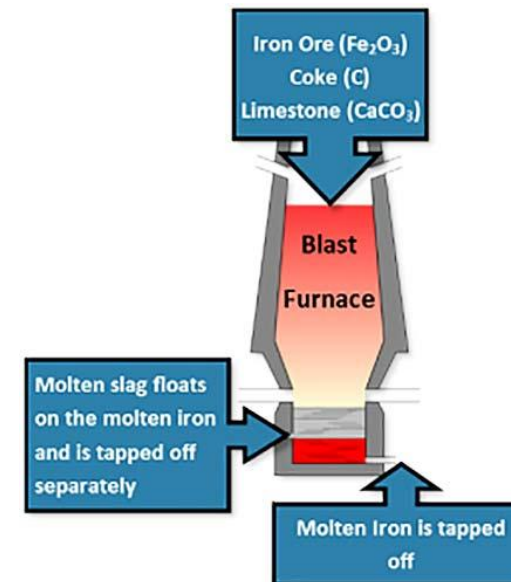 Iron Ore (Fe₂O₃)
Coke (C)
Limestone (CaCO₃)
Blast
Furnace
Molten slag floats
on the molten iron
and is tapped off
separately
Molten Iron is tapped
off